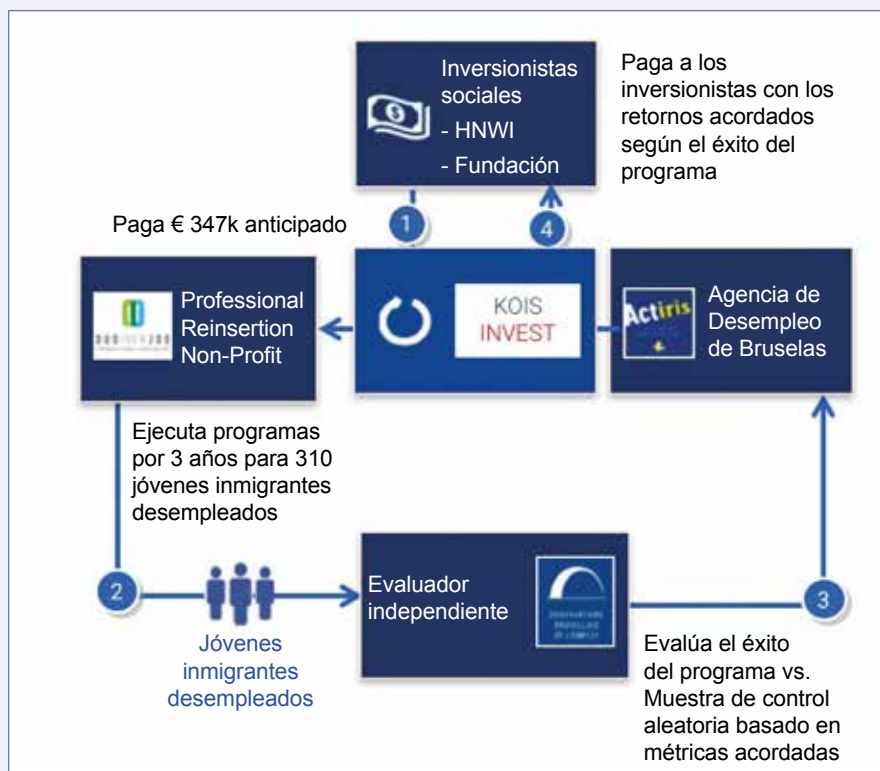 Inversionistas
sociales
- HNWI
- Fundación
Paga a los
inversionistas con los
retornos acordados
según el éxito del
programa
1
4
Paga € 347k anticipado
Professional
Reinsertion
Non-Profit
KOIS
INVEST
Actiris
Agencia de
Desempleo
de Bruselas
Ejecuta programas
por 3 años para 310
jóvenes inmigrantes
desempleados
2
Jóvenes
inmigrantes
desempleados
Evaluador
independiente
3
Evalúa el éxito
del programa vs.
Muestra de control
aleatoria basado en
métricas acordadas